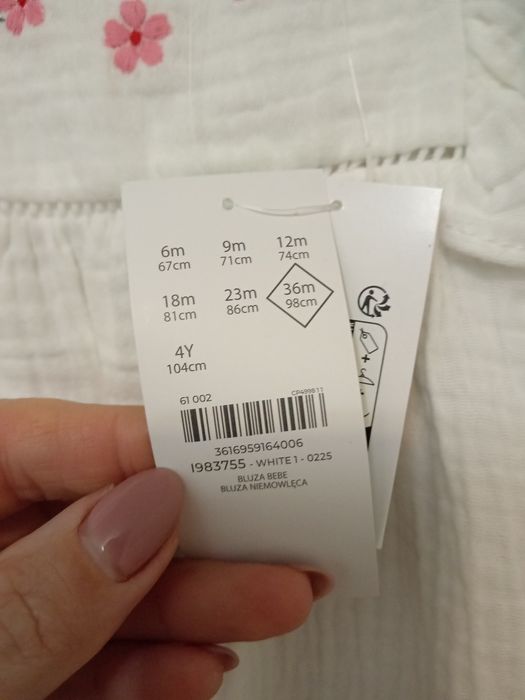 6m 9m 12m
67cm 71cm 74cm
18m 23m 36m
81cm 86cm 98cm
4Y
104cm
61 002
3616959164006
I983755 - WHITE 1 - 0225
BLUZA BEBE
BLUZA NIEMOWLĘCA